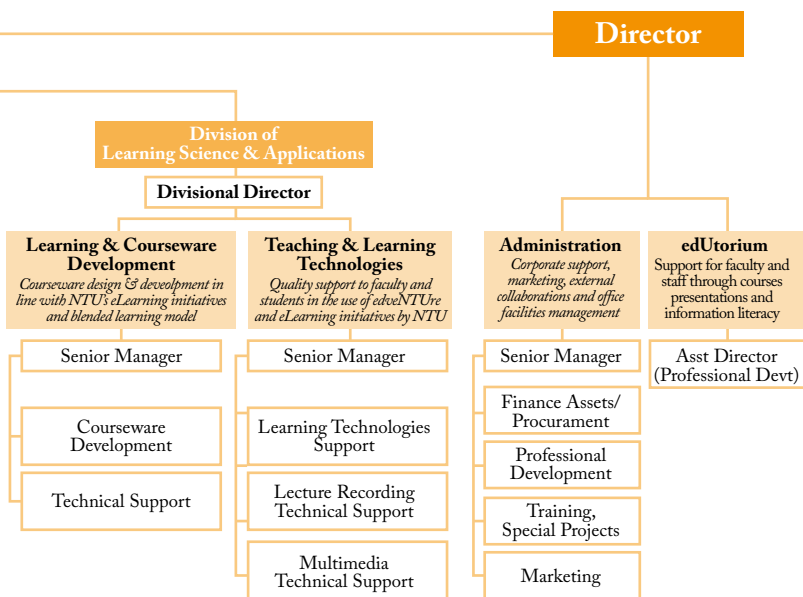 Director
Division of
Learning Science & Applications
Divisional Director
Learning & Courseware
Development
Courseware design & deveolpment in
line with NTU's eLearning initiatives
and blended learning model
Teaching & Learning
Technologies
Quality support to faculty and
students in the use of edveNTUre
and eLearning initiatives by NTU
Administration
Corporate support,
marketing, external
collaborations and office
facilities management
edUtorium
Support for faculty and
staff through courses
presentations and
information literacy
Senior Manager
Senior Manager
Senior Manager
Asst Director
(Professional Devt)
Courseware
Development
Technical Support
Learning Technologies
Support
Lecture Recording
Technical Support
Multimedia
Technical Support
Finance Assets/
Procurament
Professional
Development
Training,
Special Projects
Marketing